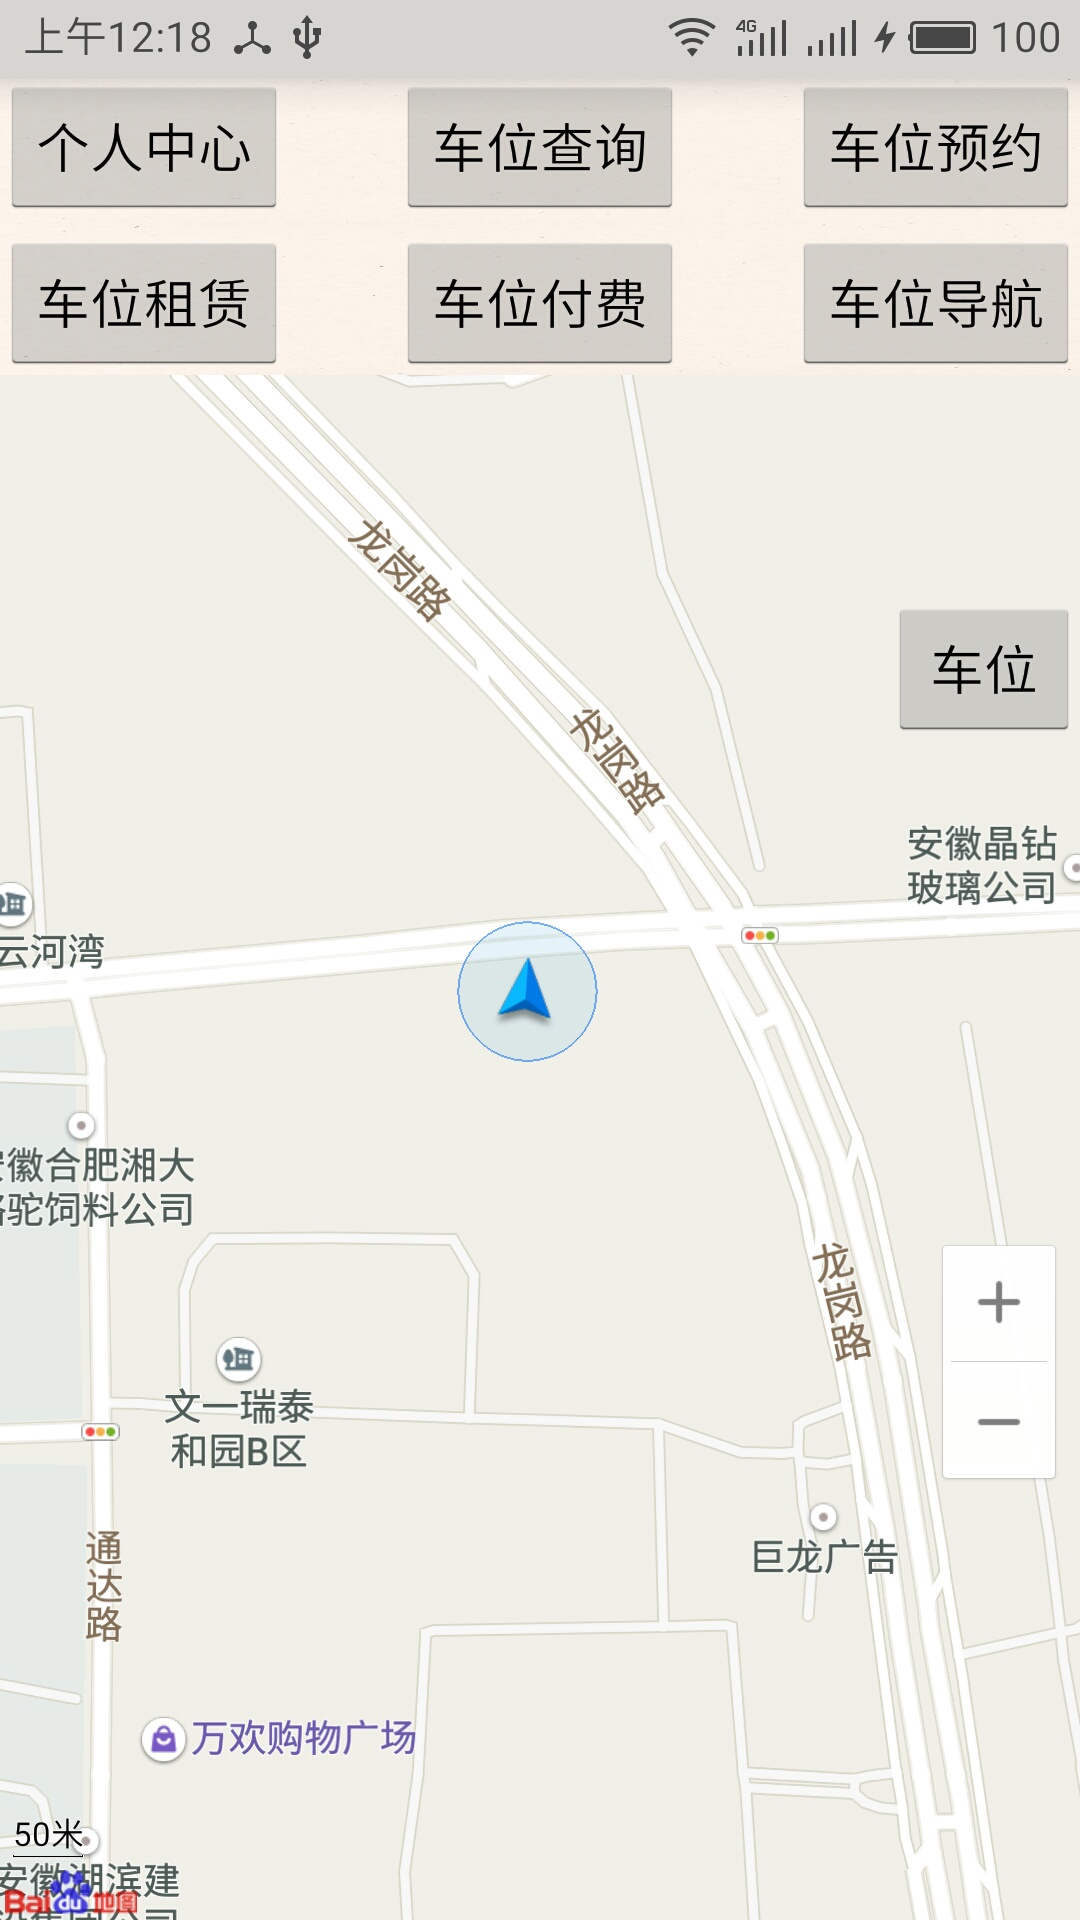 上午12:18
4G
100
个人中心
车位查询
车位预约
车位租赁
车位付费
车位导航
龙岗路
车位
龙岗路
安徽晶钻
玻璃公司
云河湾
徽合肥湘大
驼饲料公司
龙岗路
文一瑞泰
和园B区
巨龙广告
通达路
万欢购物广场
50米
安徽湖滨建
Bai du 地图